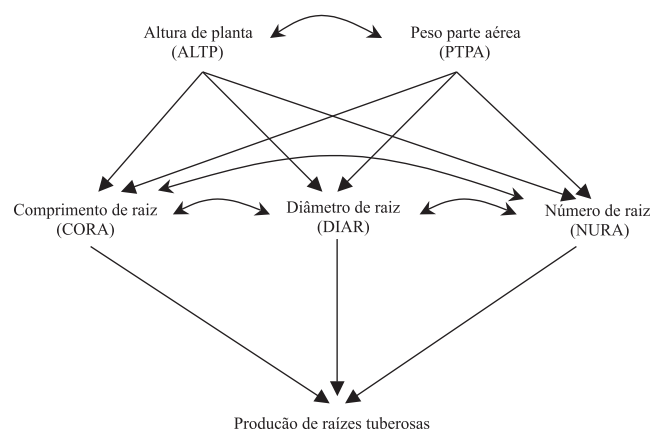 Altura de planta
(ALTP)
Peso parte aérea
(PTPA)
Comprimento de raiz
(CORA)
Diâmetro de raiz
(DIAR)
Número de raiz
(NURA)
Producão de raízes tuberosas